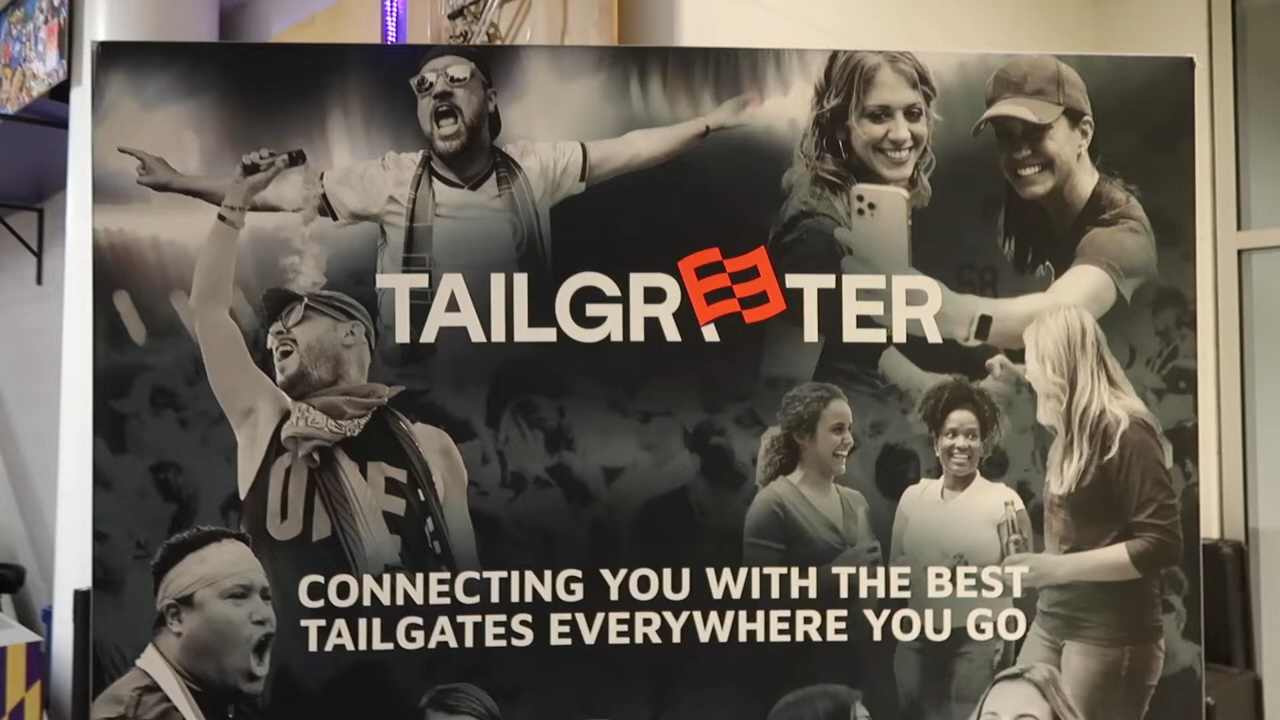 TAILGREETER
CONNECTING YOU WITH THE BEST
TAILGATES EVERYWHERE YOU GO